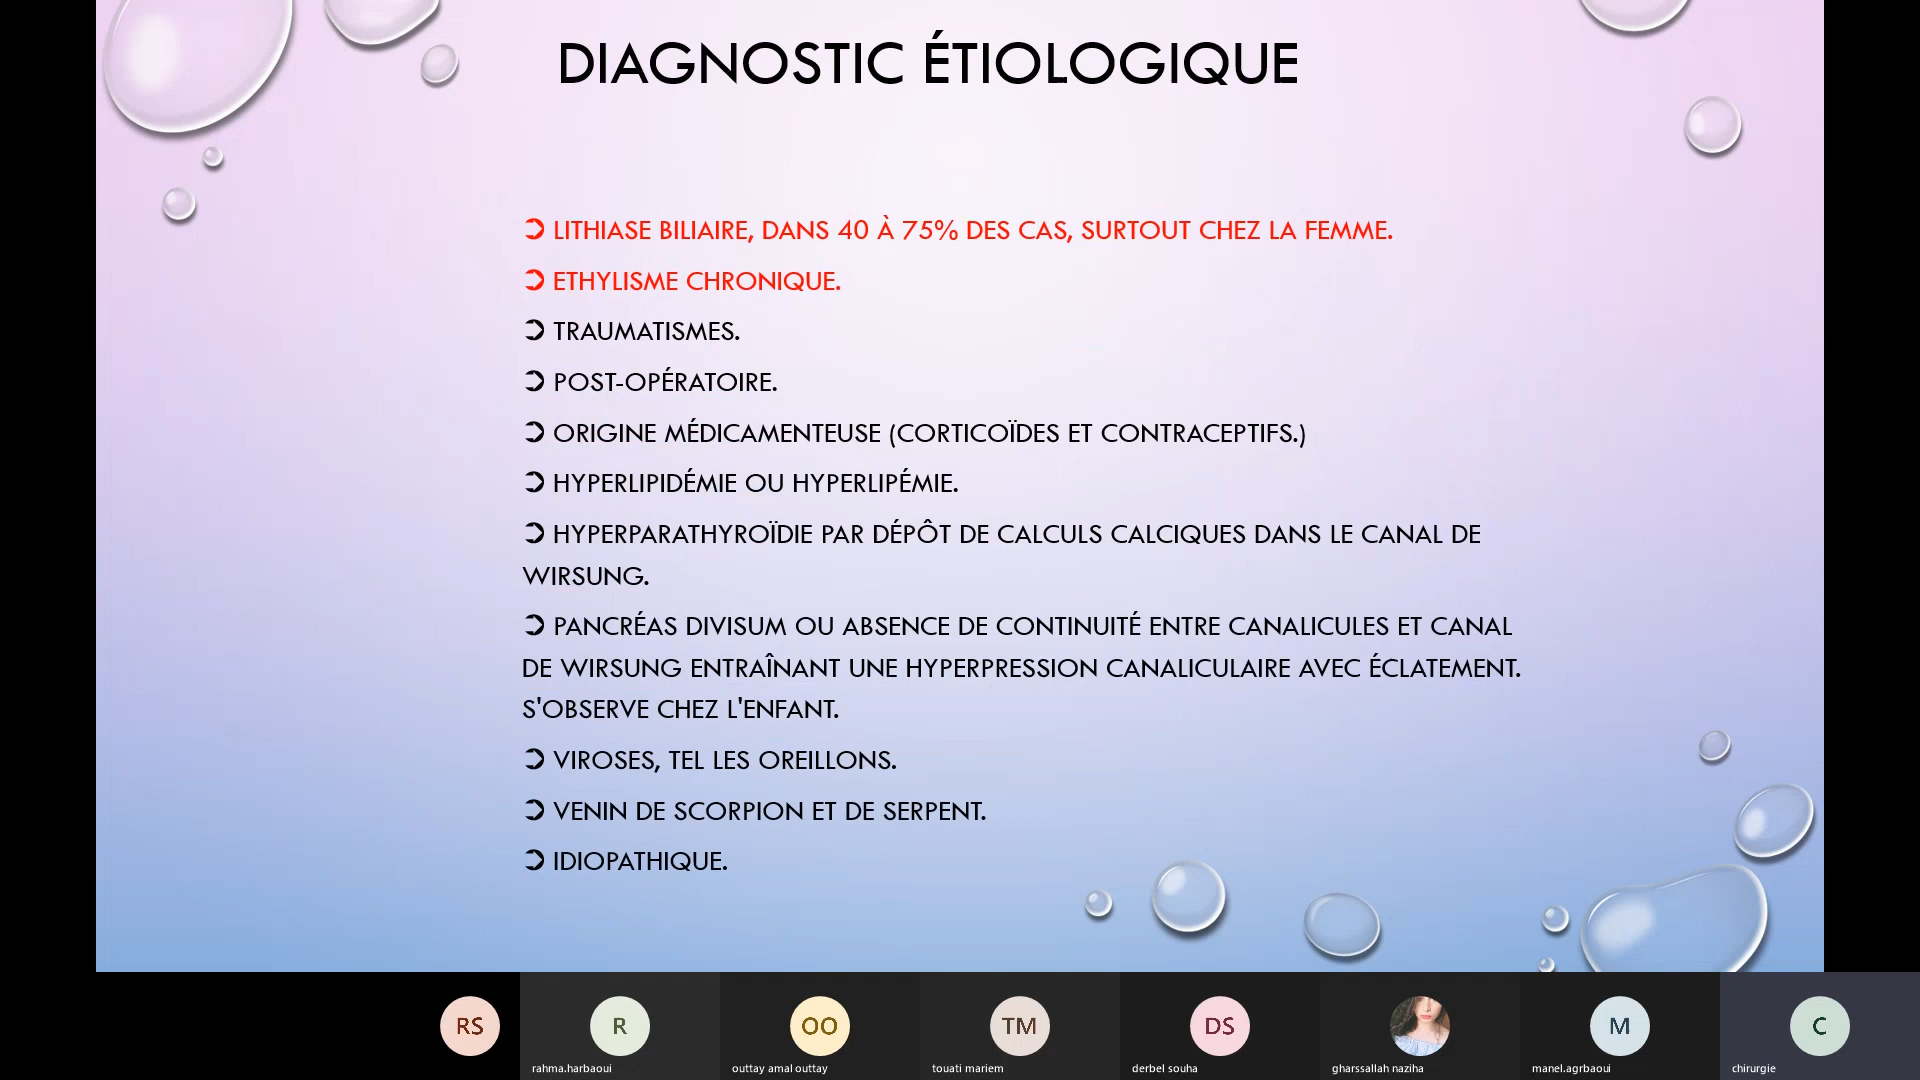 DIAGNOSTIC ÉTIOLOGIQUE
➲ LITHIASE BILIAIRE, DANS 40 À 75% DES CAS, SURTOUT CHEZ LA FEMME.
➲ ETHYLISME CHRONIQUE.
➲ TRAUMATISMES.
➲ POST-OPÉRATOIRE.
➲ ORIGINE MÉDICAMENTEUSE (CORTICOÏDES ET CONTRACEPTIFS.)
➲ HYPERLIPIDÉMIE OU HYPERLIPÉMIE.
➲ HYPERPARATHYROÏDIE PAR DÉPÔT DE CALCULS CALCIQUES DANS LE CANAL DE
WIRSUNG.
➲ PANCRÉAS DIVISUM OU ABSENCE DE CONTINUITÉ ENTRE CANALICULES ET CANAL
DE WIRSUNG ENTRAÎNANT UNE HYPERPRESSION CANALICULAIRE AVEC ÉCLATEMENT.
S'OBSERVE CHEZ L'ENFANT.
➲ VIROSES, TEL LES OREILLONS.
➲ VENIN DE SCORPION ET DE SERPENT.
➲ IDIOPATHIQUE.
RS R OO TM DS M C
rahma.harbaoui outtay amal outtay touati mariem derbel souha gharssallah naziha manel.agrbaoui chirurgie